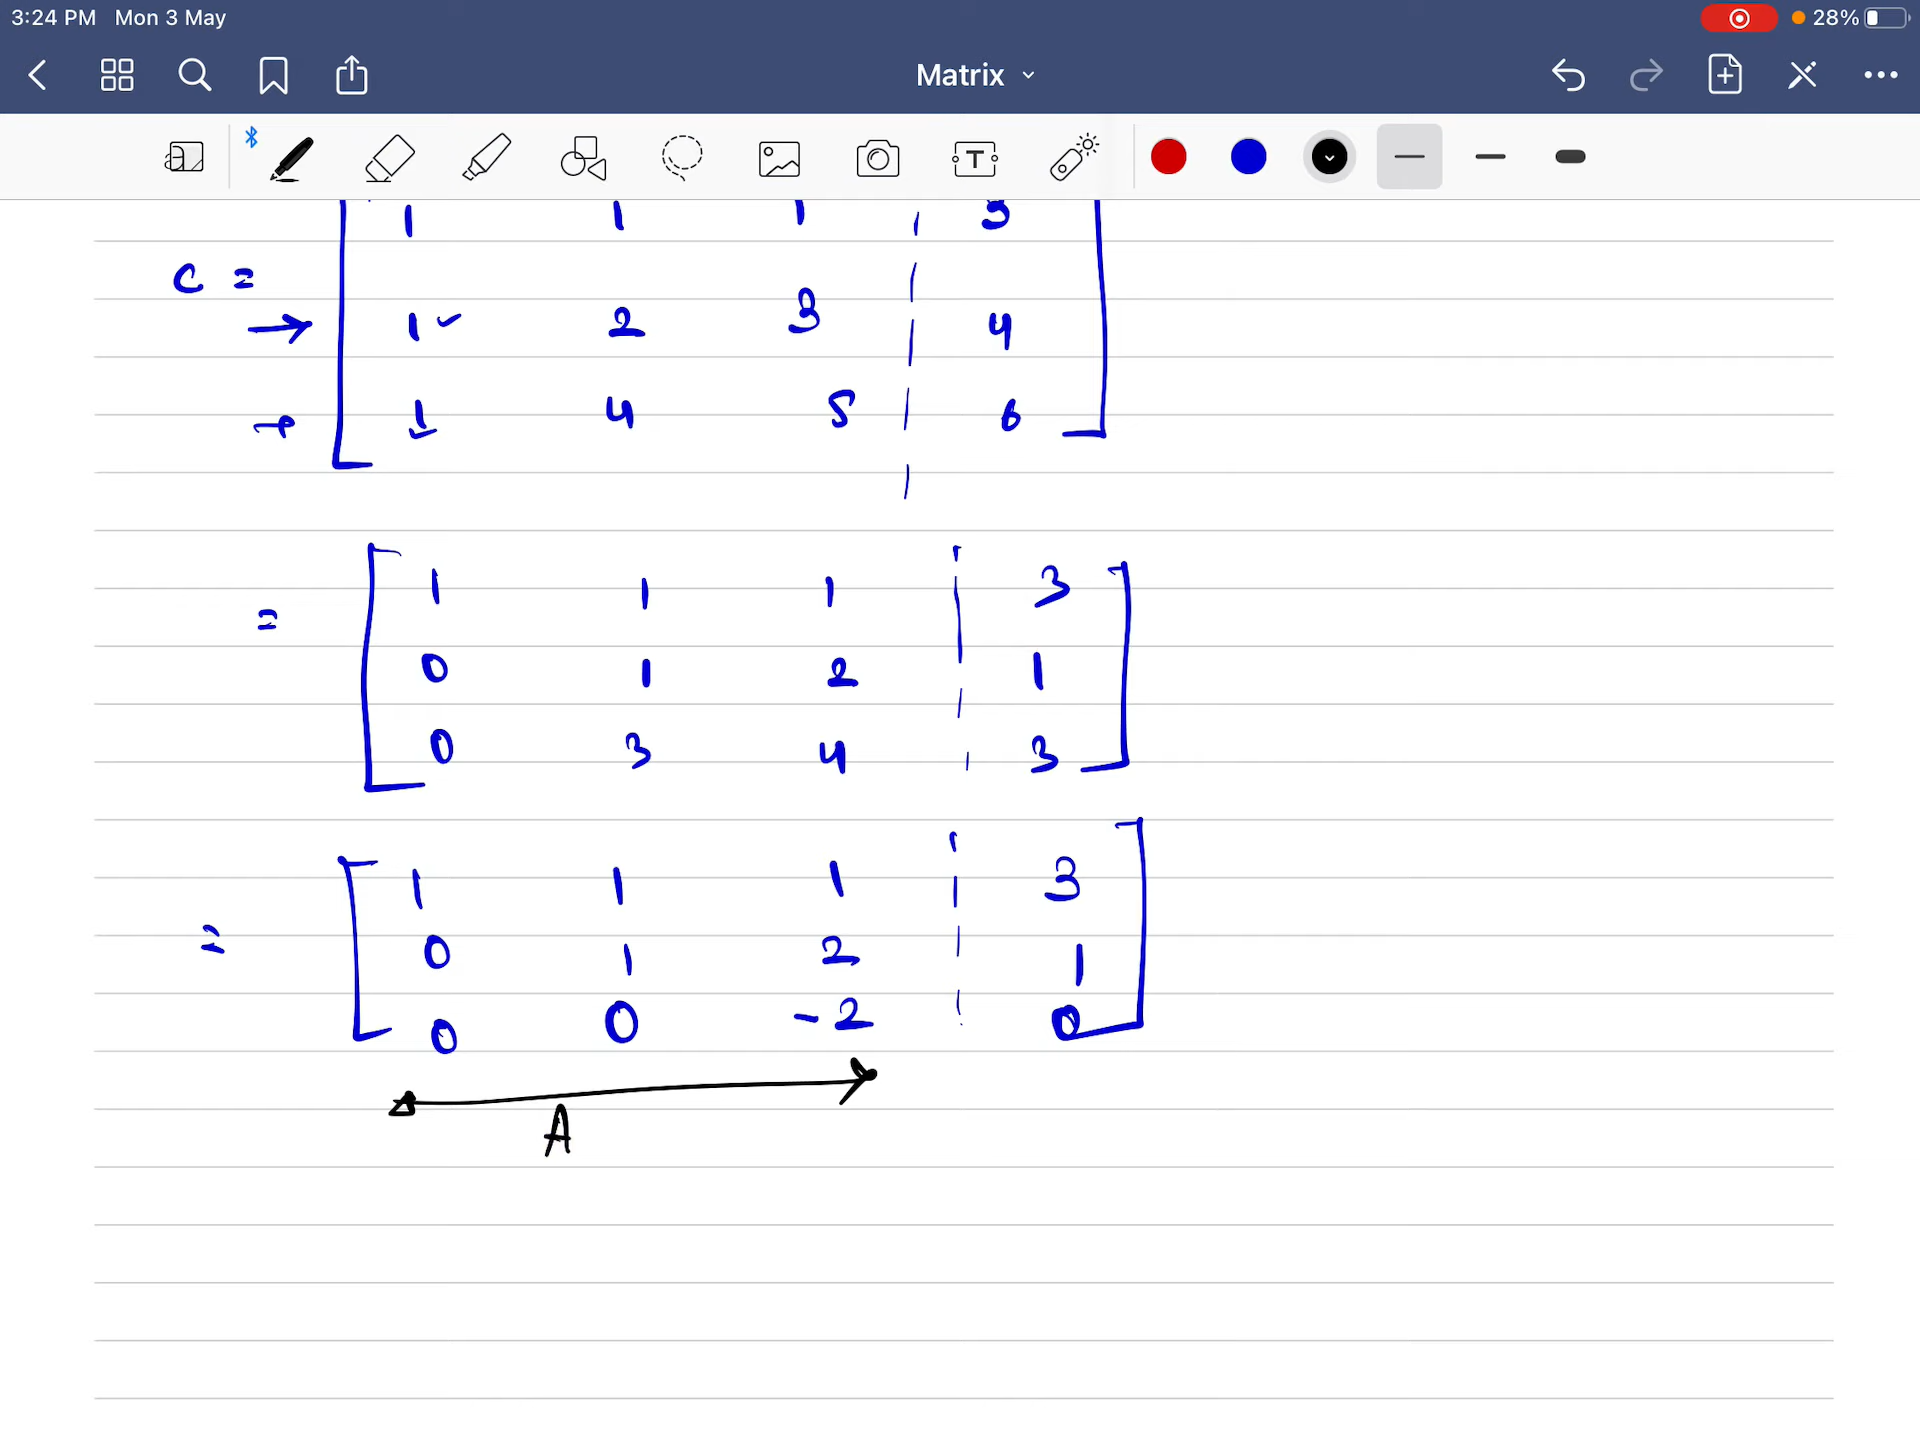 3:24 PM Mon 3 May 28%
Matrix
1 1 1 3
C =
→ 1 2 3 4
→ 1 4 5 6
1 1 1 3
=
0 1 2 1
0 3 4 3
1 1 1 3
=
0 1 2 1
0 0 -2 0
A